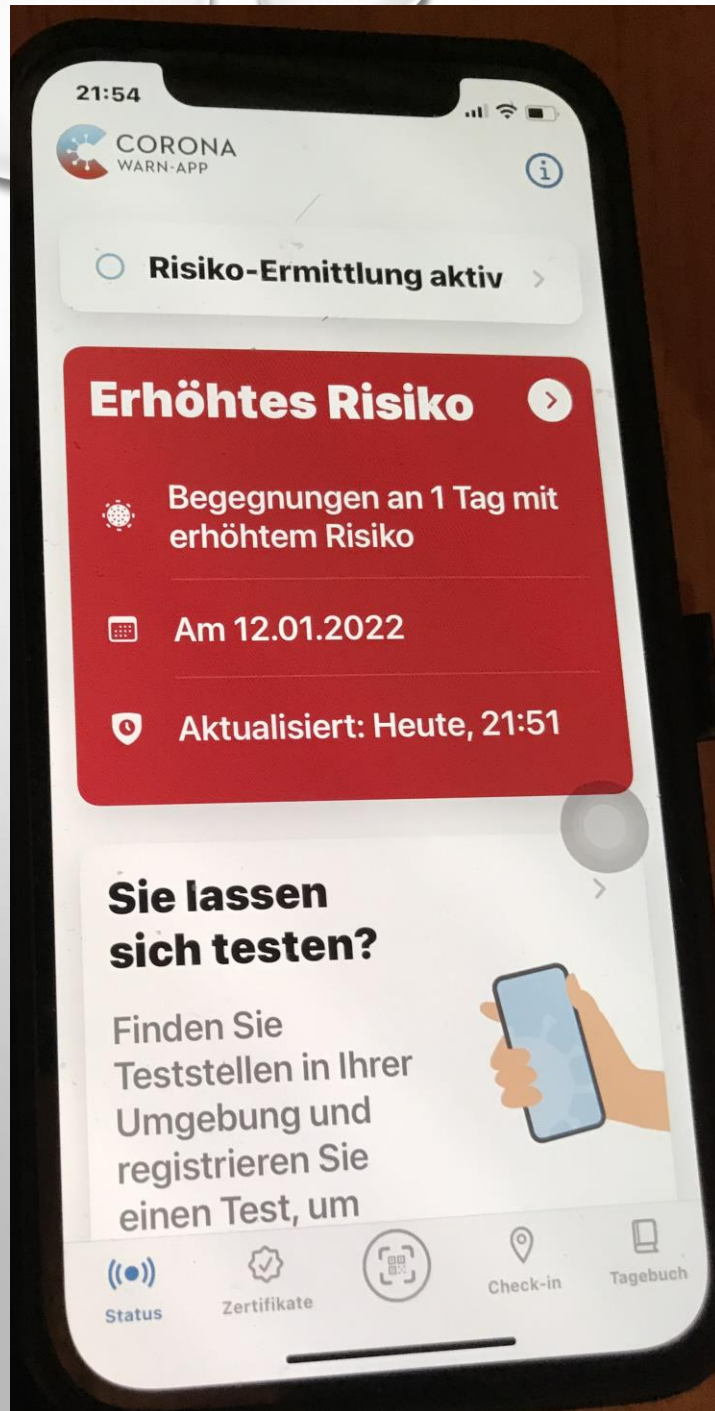 21:54
CORONA
WARN-APP
Risiko-Ermittlung aktiv
Erhöhtes Risiko
Begegnungen an 1 Tag mit
erhöhtem Risiko
Am 12.01.2022
Aktualisiert: Heute, 21:51
Sie lassen
sich testen?
Finden Sie
Teststellen in Ihrer
Umgebung und
registrieren Sie
einen Test, um
Status Zertifikate Check-in Tagebuch